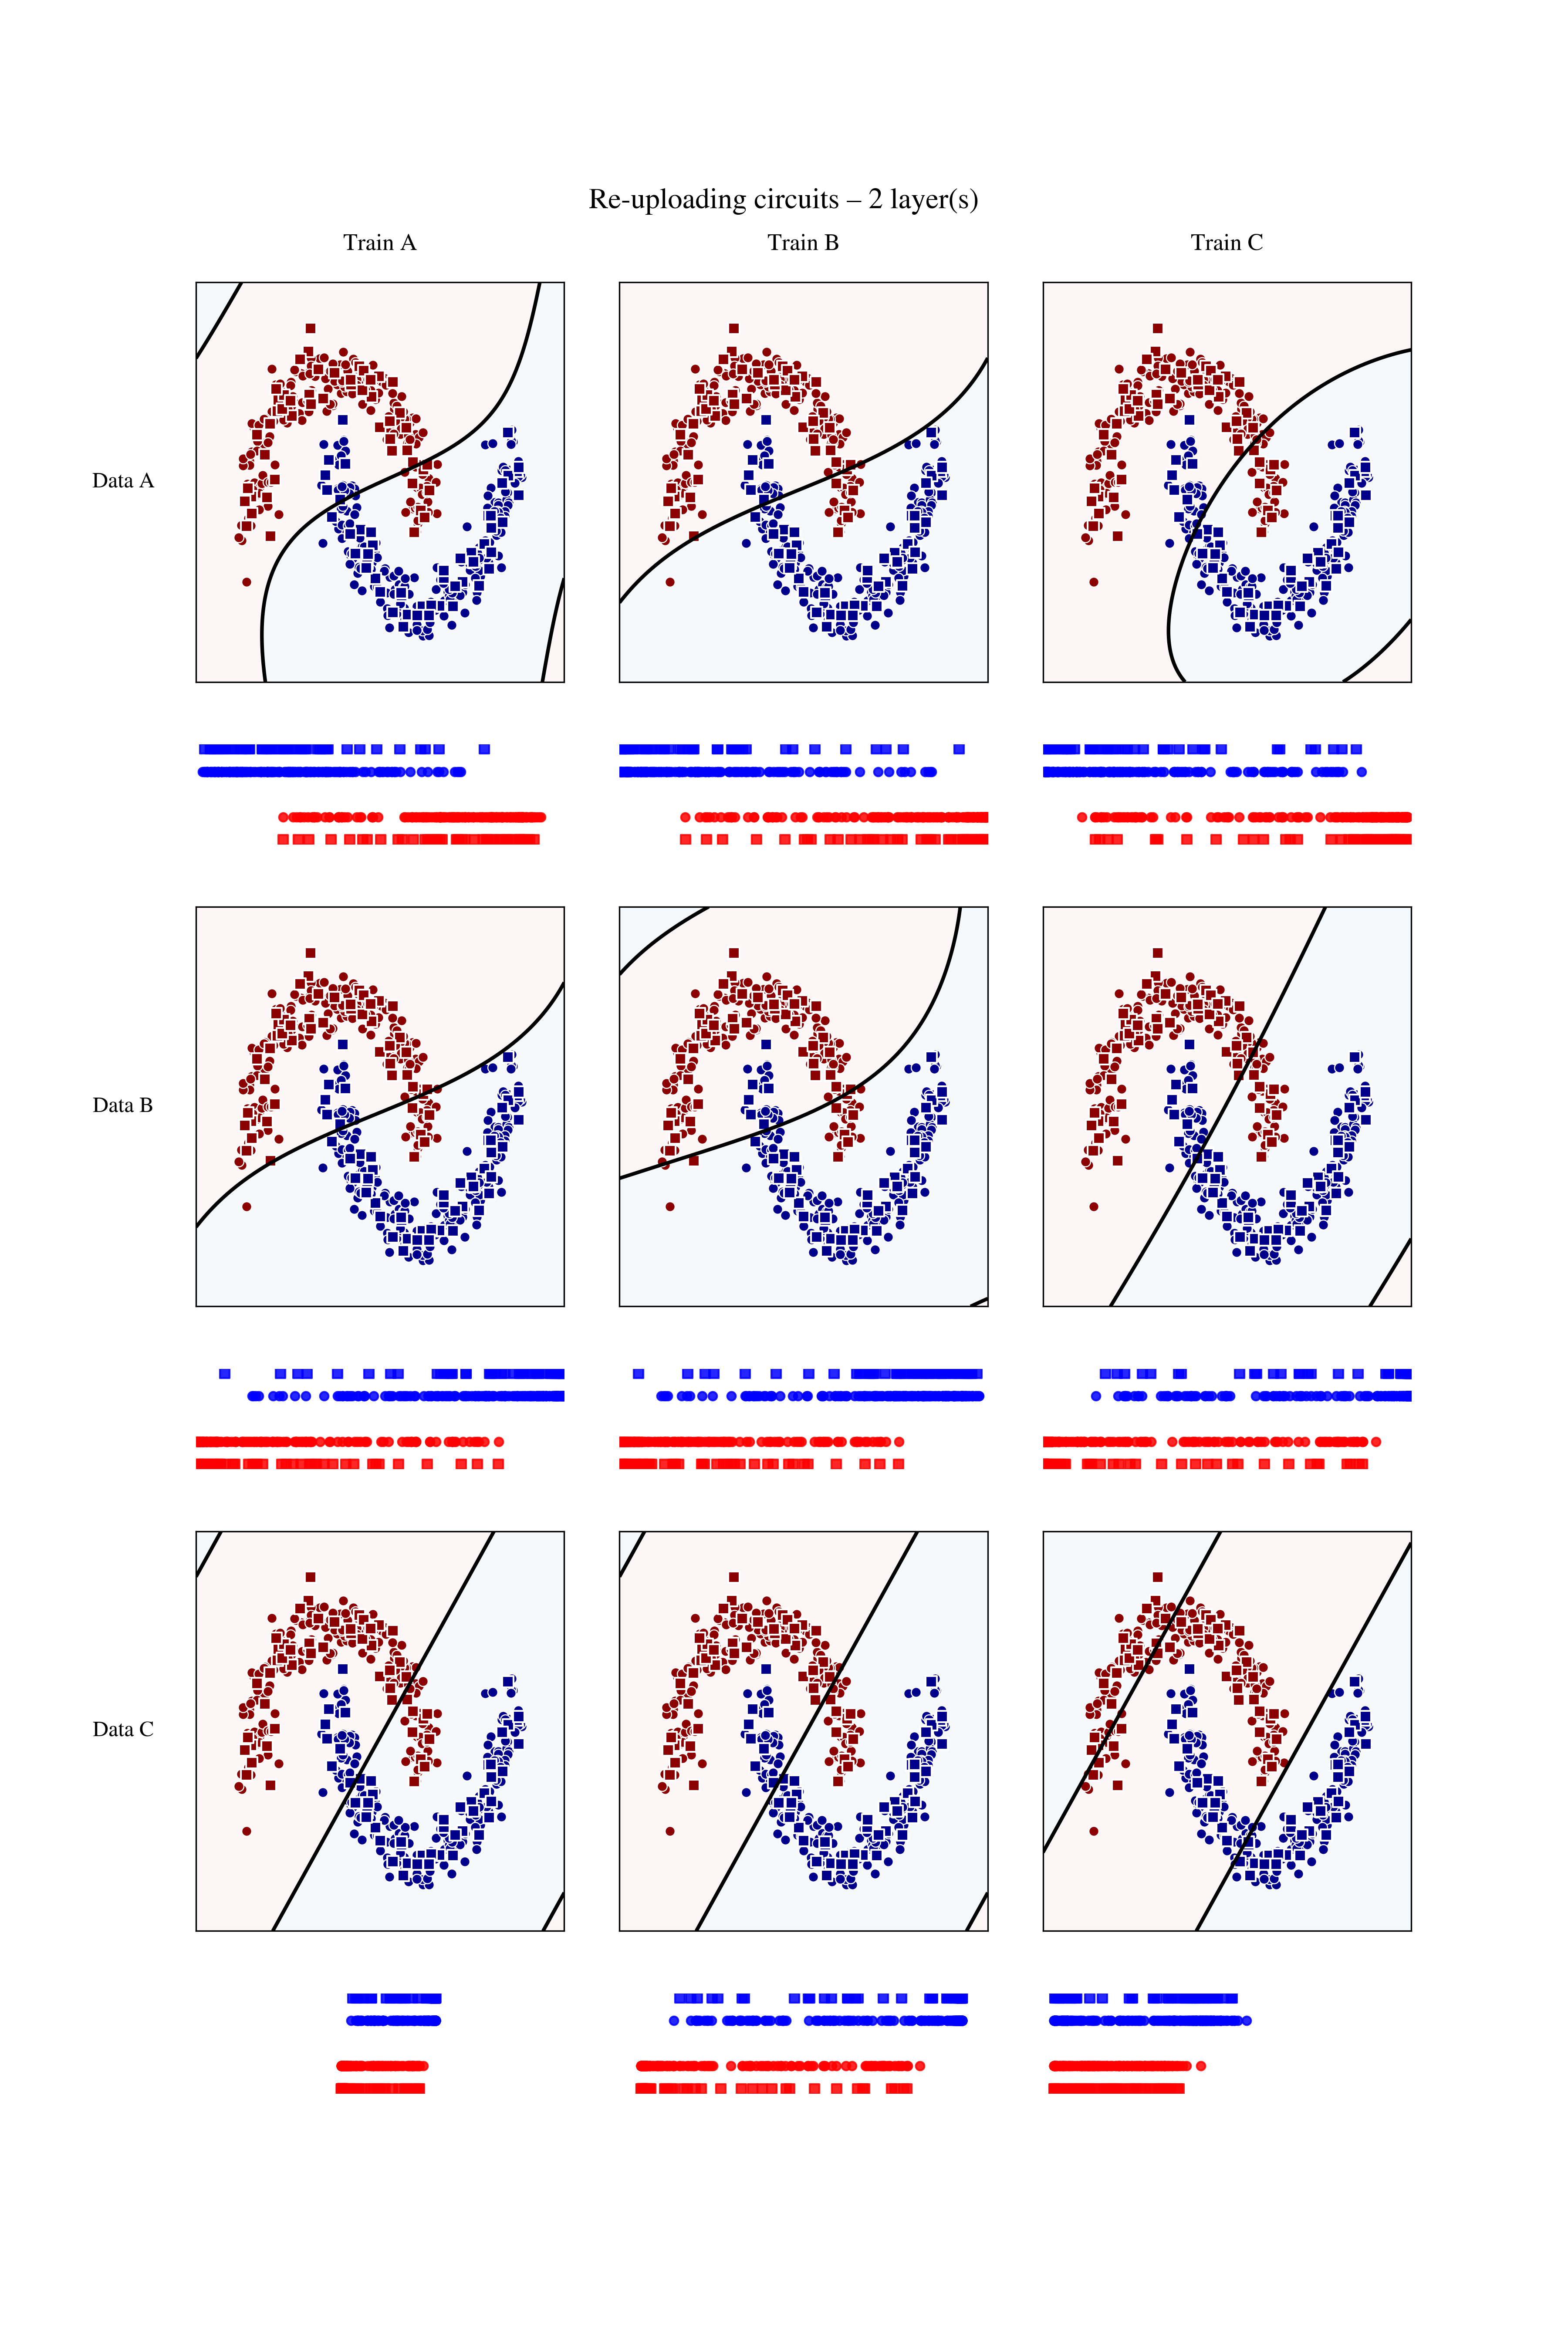 Re-uploading circuits – 2 layer(s)
Train A
Train B
Train C
Data A
Data B
Data C